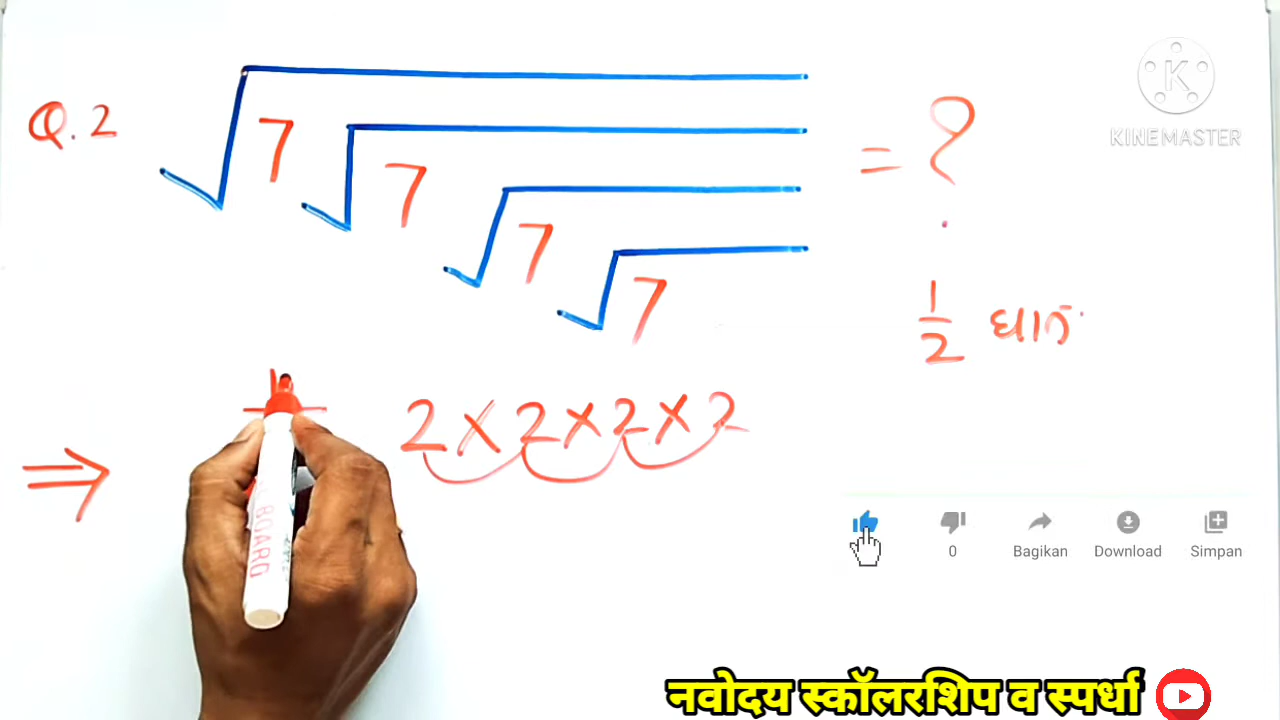 Q. 2 √7√7√7√7 = ?
KINEMASTER
1/2 घात
⇒ 2 × 2 × 2 × 2
BOARD
0 Bagikan Download Simpan
नवोदय स्कॉलरशिप व स्पर्धा